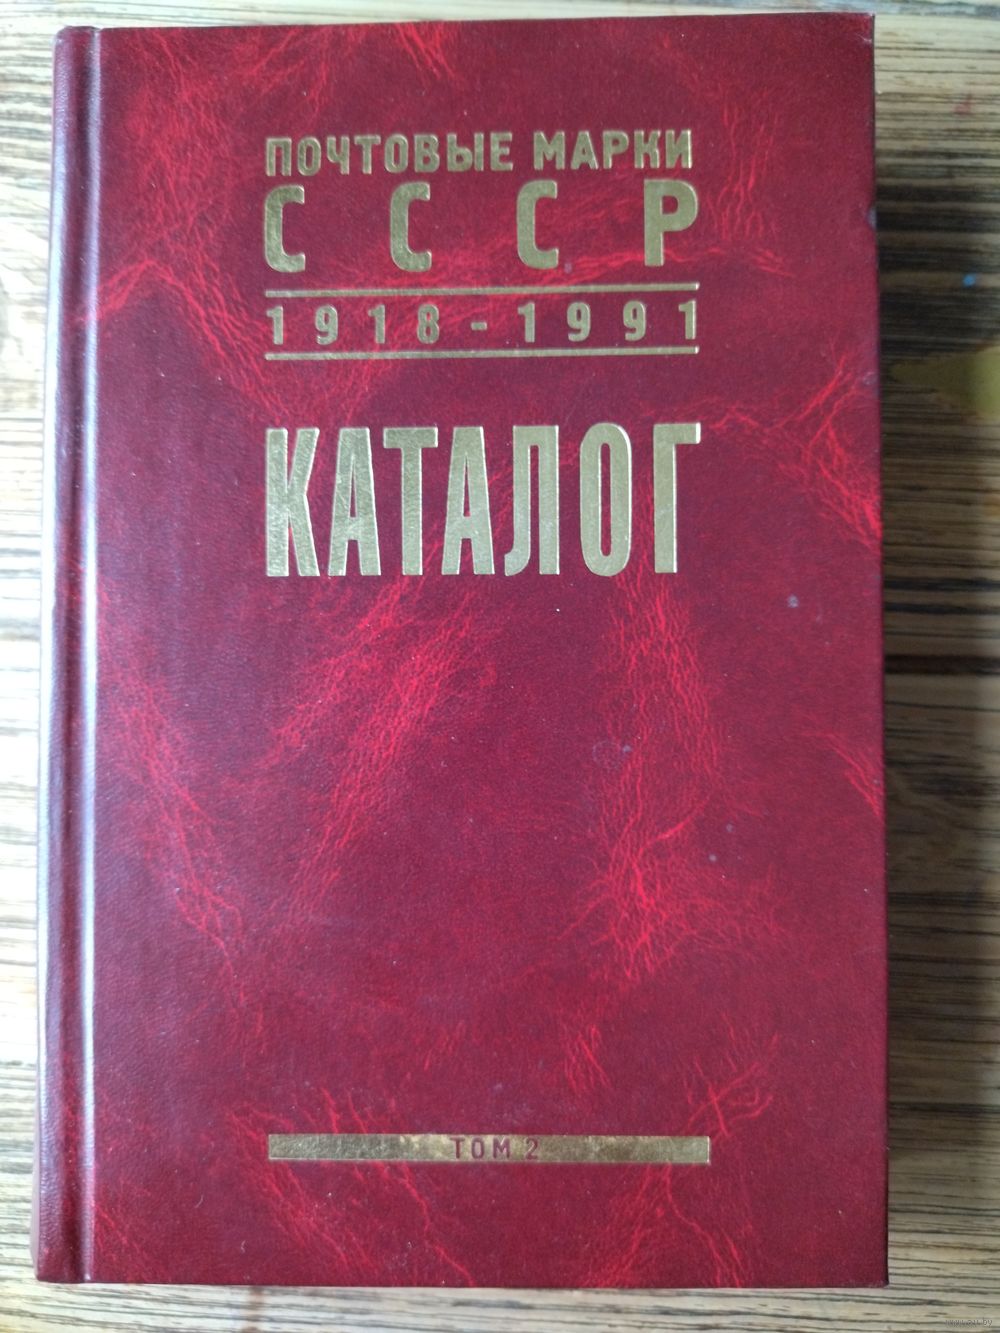 ПОЧТОВЫЕ МАРКИ
СССР
1918-1991
КАТАЛОГ
ТОМ 2